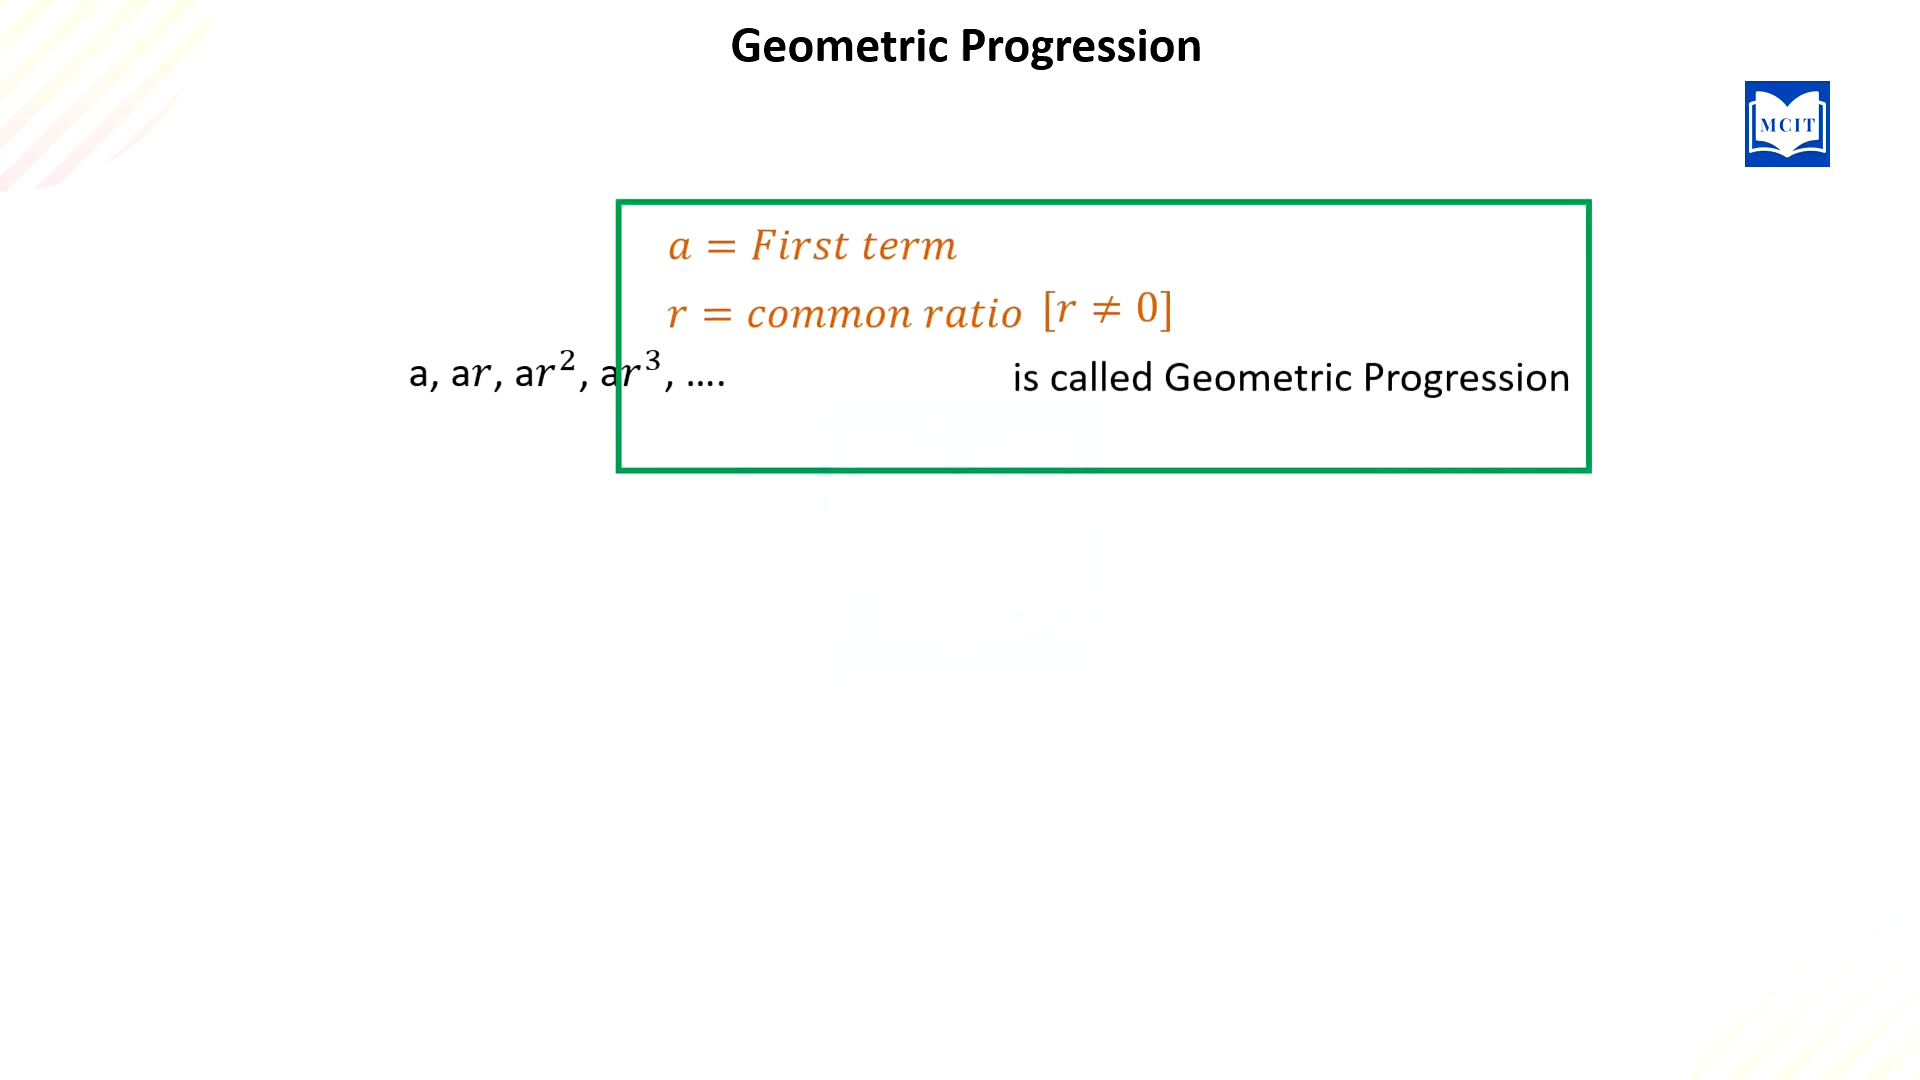 Geometric Progression
MCIT
a = First term
r = common ratio [r ≠ 0]
a, ar, ar², ar³, .... is called Geometric Progression